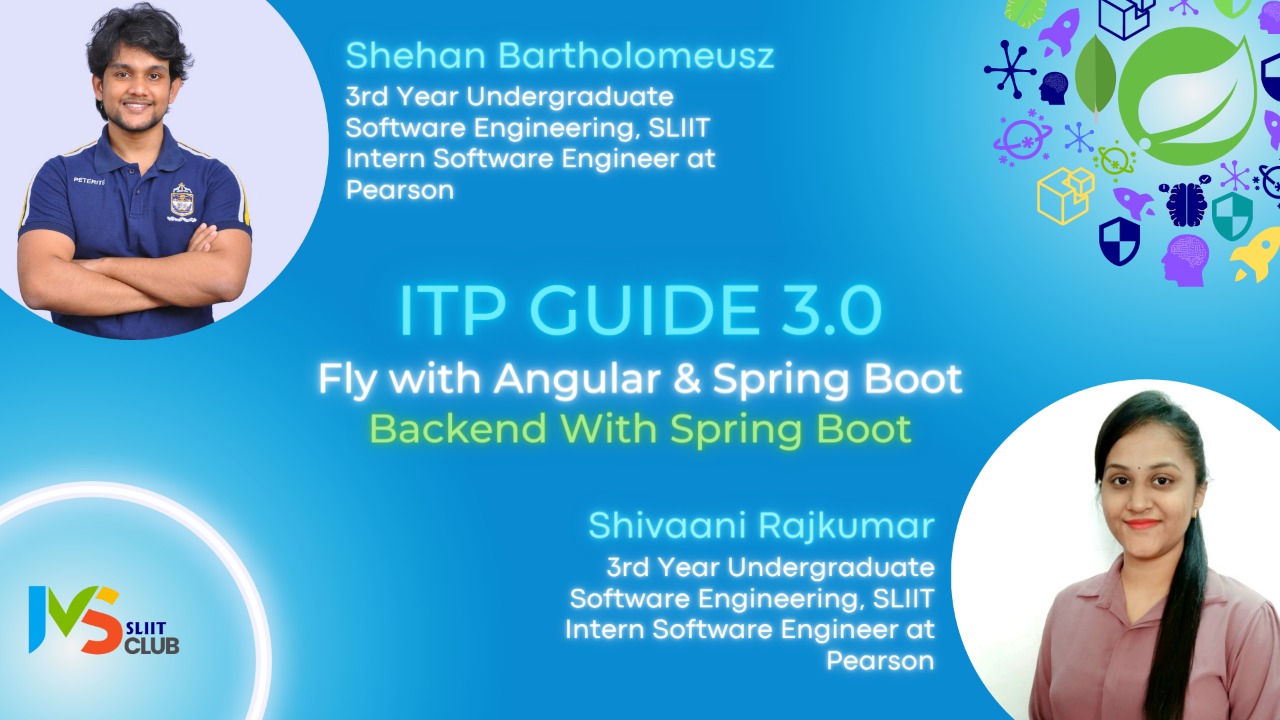 Shehan Bartholomeusz
3rd Year Undergraduate
Software Engineering, SLIIT
Intern Software Engineer at
Pearson
PETERITE
ITP GUIDE 3.0
Fly with Angular & Spring Boot
Backend With Spring Boot
Shivaani Rajkumar
3rd Year Undergraduate
Software Engineering, SLIIT
Intern Software Engineer at
Pearson
MS SLIIT
CLUB